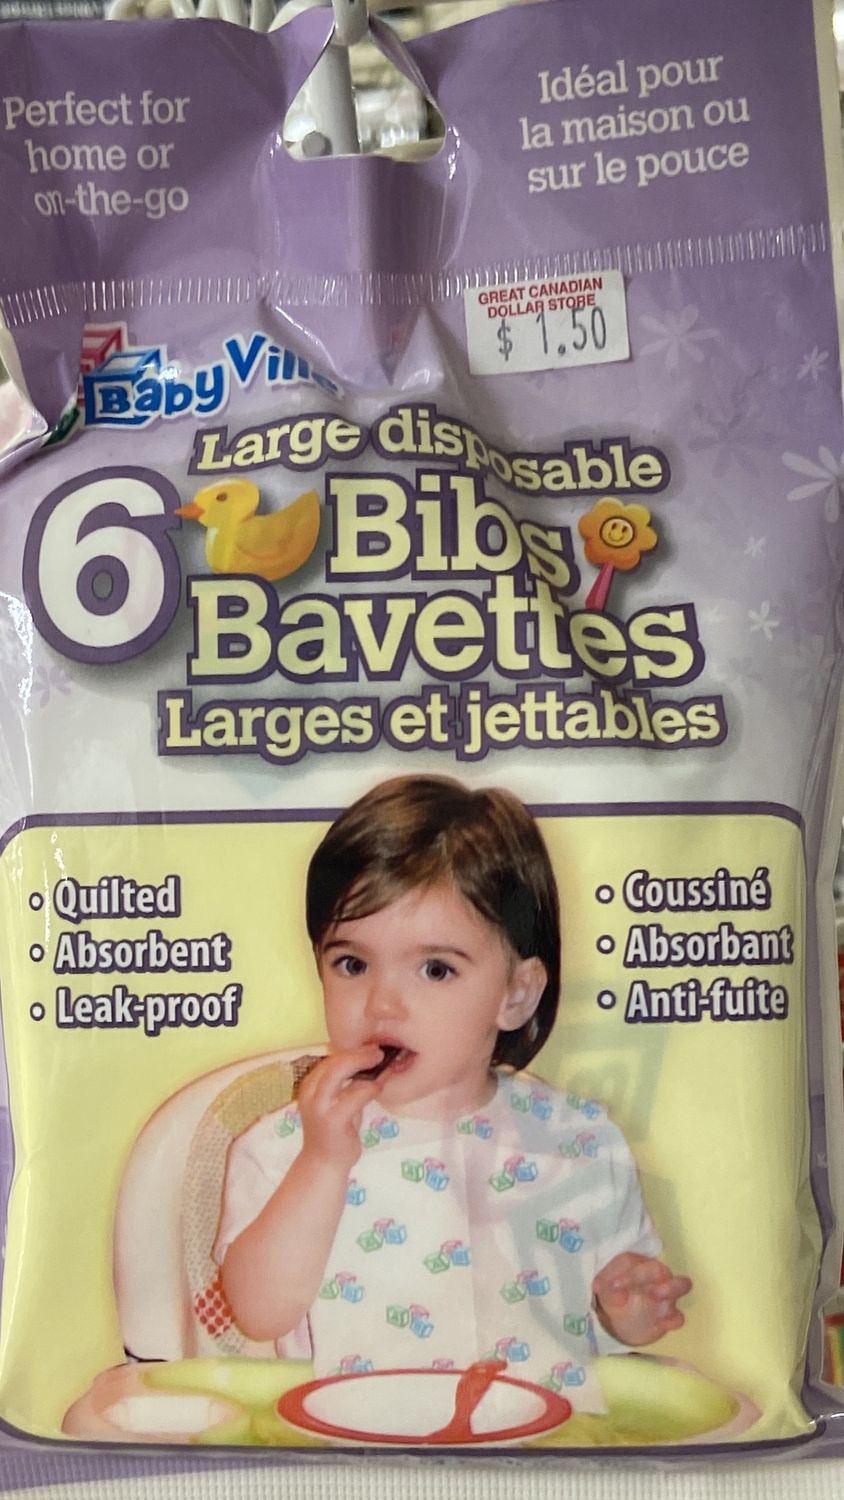 Perfect for
home or
on-the-go
Idéal pour
la maison ou
sur le pouce
GREAT CANADIAN
DOLLAR STORE
$ 1.50
Baby
Large disposable
6 Bibs
Bavettes
Larges et jettables
• Quilted
• Absorbent
• Leak-proof
• Coussiné
• Absorbant
• Anti-fuite